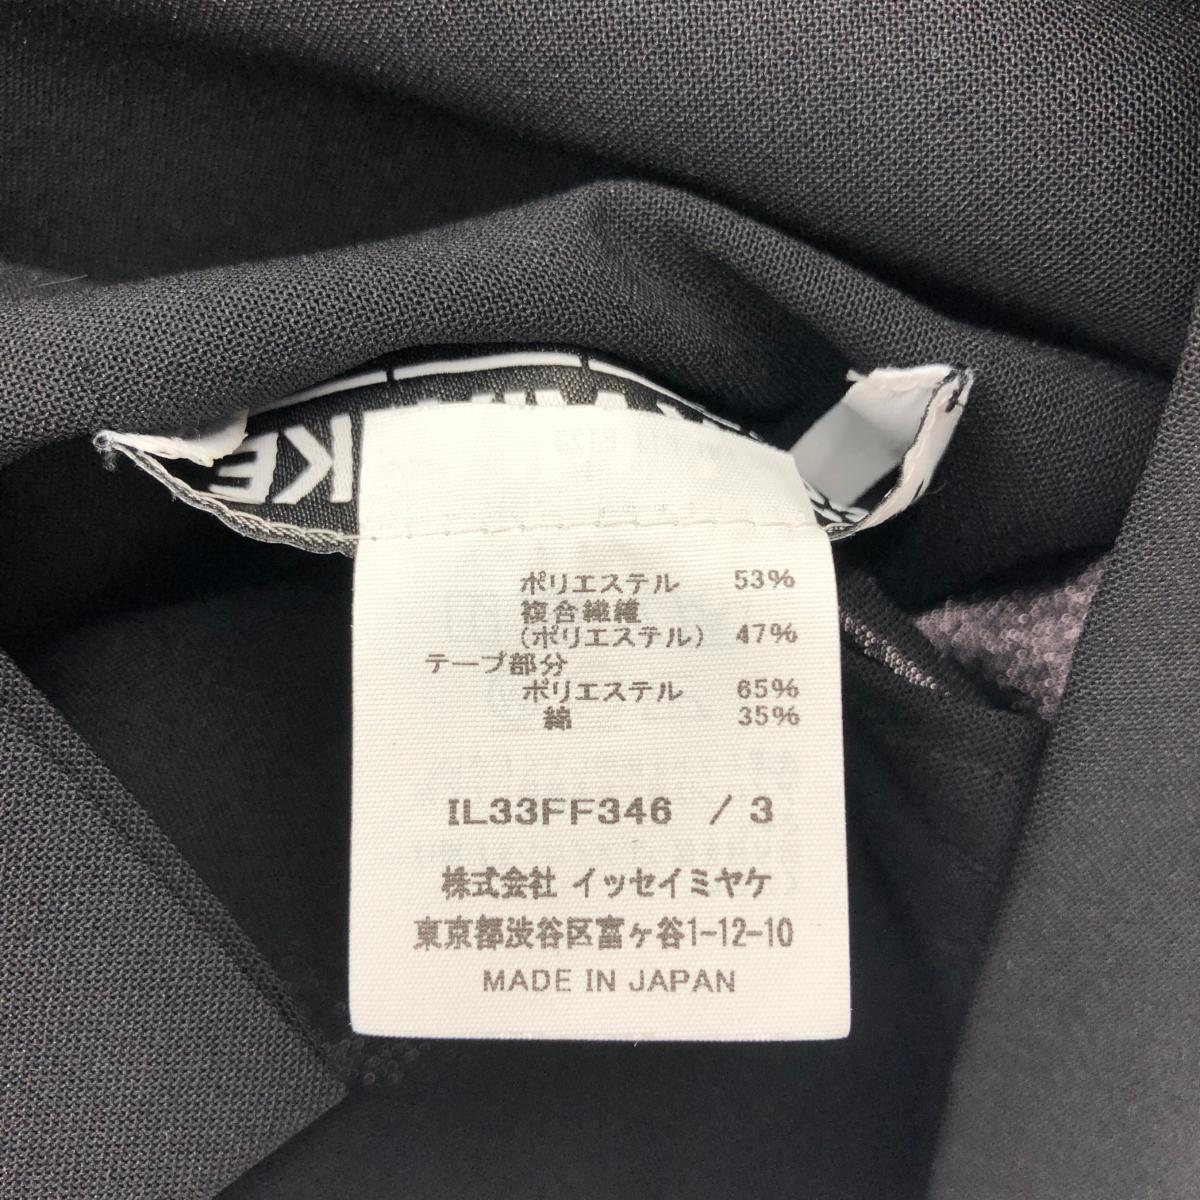 KE
ポリエステル 53%
複合繊維
(ポリエステル) 47%
テープ部分
ポリエステル 65%
綿 35%
IL33FF346 / 3
株式会社 イッセイミヤケ
東京都渋谷区富ヶ谷1-12-10
MADE IN JAPAN